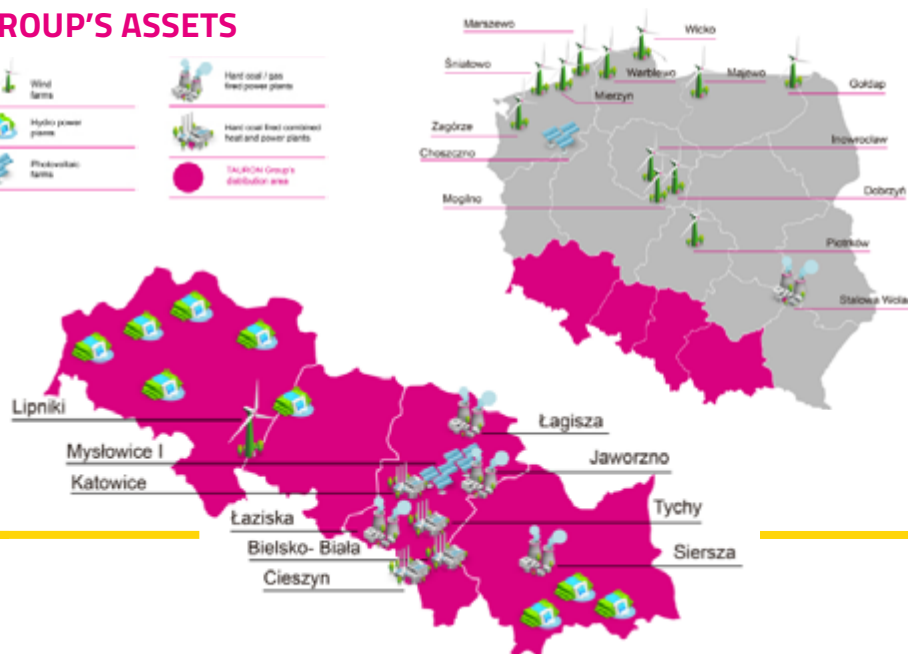 ROUP'S ASSETS
Wind
farms
Hydro power
plants
Photovoltaic
farms
Hard coal / gas
fired power plants
Hard coal fired combined
heat and power plants
TAURON Group's
distribution area
Marszewo
Wicko
Śniatowo
Warblewo
Majewo
Gołdap
Mierzyn
Zagórze
Choszczno
Inowrocław
Mogilno
Dobrzyń
Piotrków
Stalowa Wola
Lipniki
Łagisza
Mysłowice I
Jaworzno
Katowice
Tychy
Łaziska
Bielsko- Biała
Siersza
Cieszyn